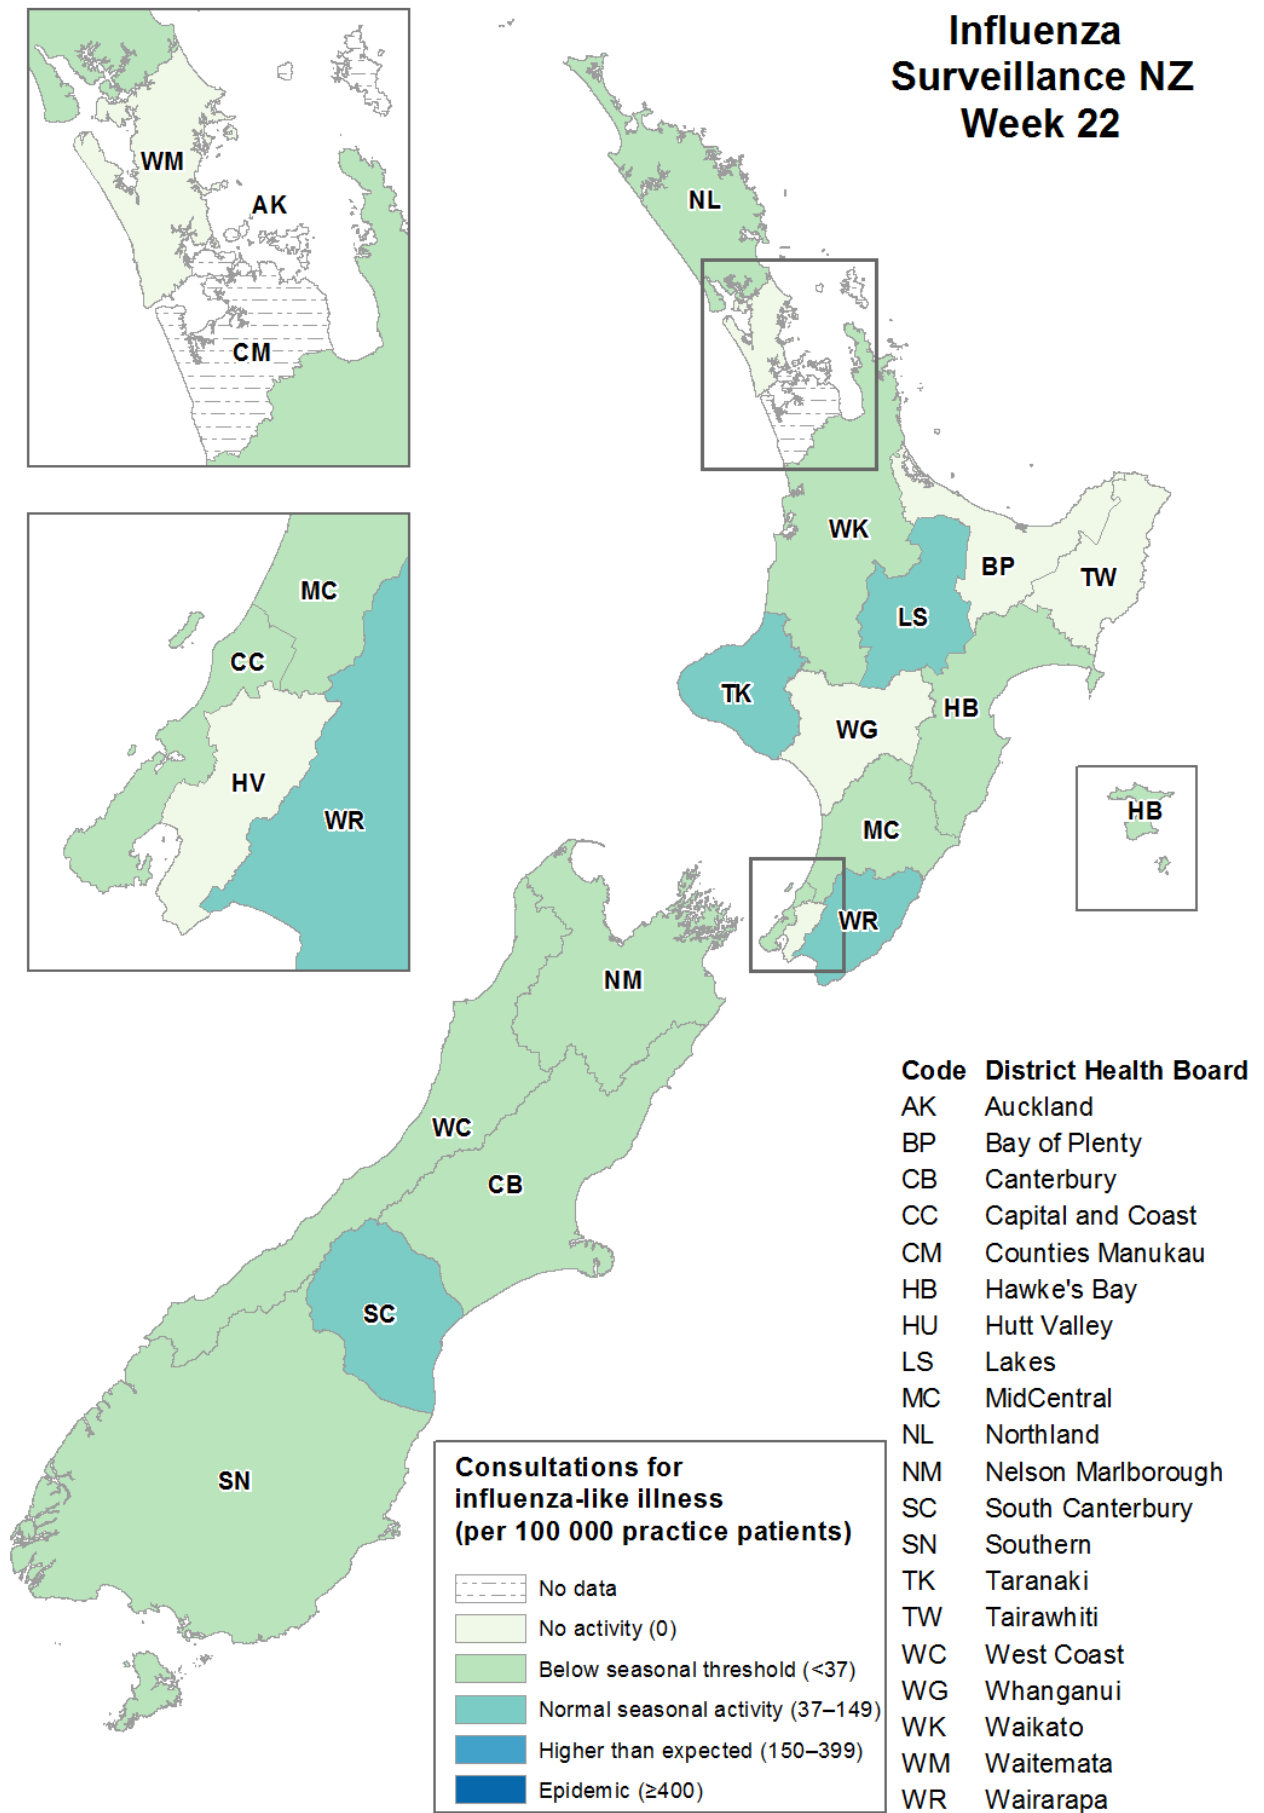 Influenza
Surveillance NZ
Week 22
WM
AK
CM
MC
CC
HV
WR
NL
WK
BP
TW
LS
TK
HB
WG
MC
HB
WR
NM
WC
CB
SC
SN
Consultations for
influenza-like illness
(per 100 000 practice patients)
No data
No activity (0)
Below seasonal threshold (<37)
Normal seasonal activity (37–149)
Higher than expected (150–399)
Epidemic (≥400)
Code District Health Board
AK Auckland
BP Bay of Plenty
CB Canterbury
CC Capital and Coast
CM Counties Manukau
HB Hawke's Bay
HU Hutt Valley
LS Lakes
MC MidCentral
NL Northland
NM Nelson Marlborough
SC South Canterbury
SN Southern
TK Taranaki
TW Tairawhiti
WC West Coast
WG Whanganui
WK Waikato
WM Waitemata
WR Wairarapa